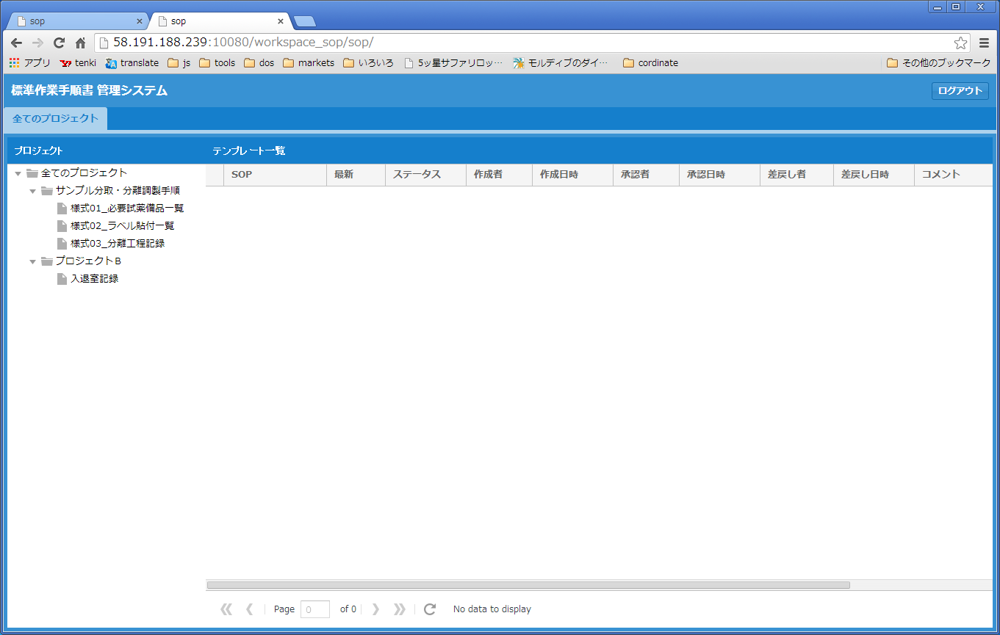 sop
sop
58.191.188.239:10080/workspace_sop/sop/
アプリ tenki translate js tools dos markets いろいろ 5ッ星サファリロッ… モルディブのダイ… cordinate その他のブックマーク
標準作業手順書 管理システム ログアウト
全てのプロジェクト
プロジェクト テンプレート一覧
SOP 最新 ステータス 作成者 作成日時 承認者 承認日時 差戻し者 差戻し日時 コメント
全てのプロジェクト
サンプル分取・分離調製手順
様式01_必要試薬備品一覧
様式02_ラベル貼付一覧
様式03_分離工程記録
プロジェクトB
入退室記録
Page 0 of 0 No data to display